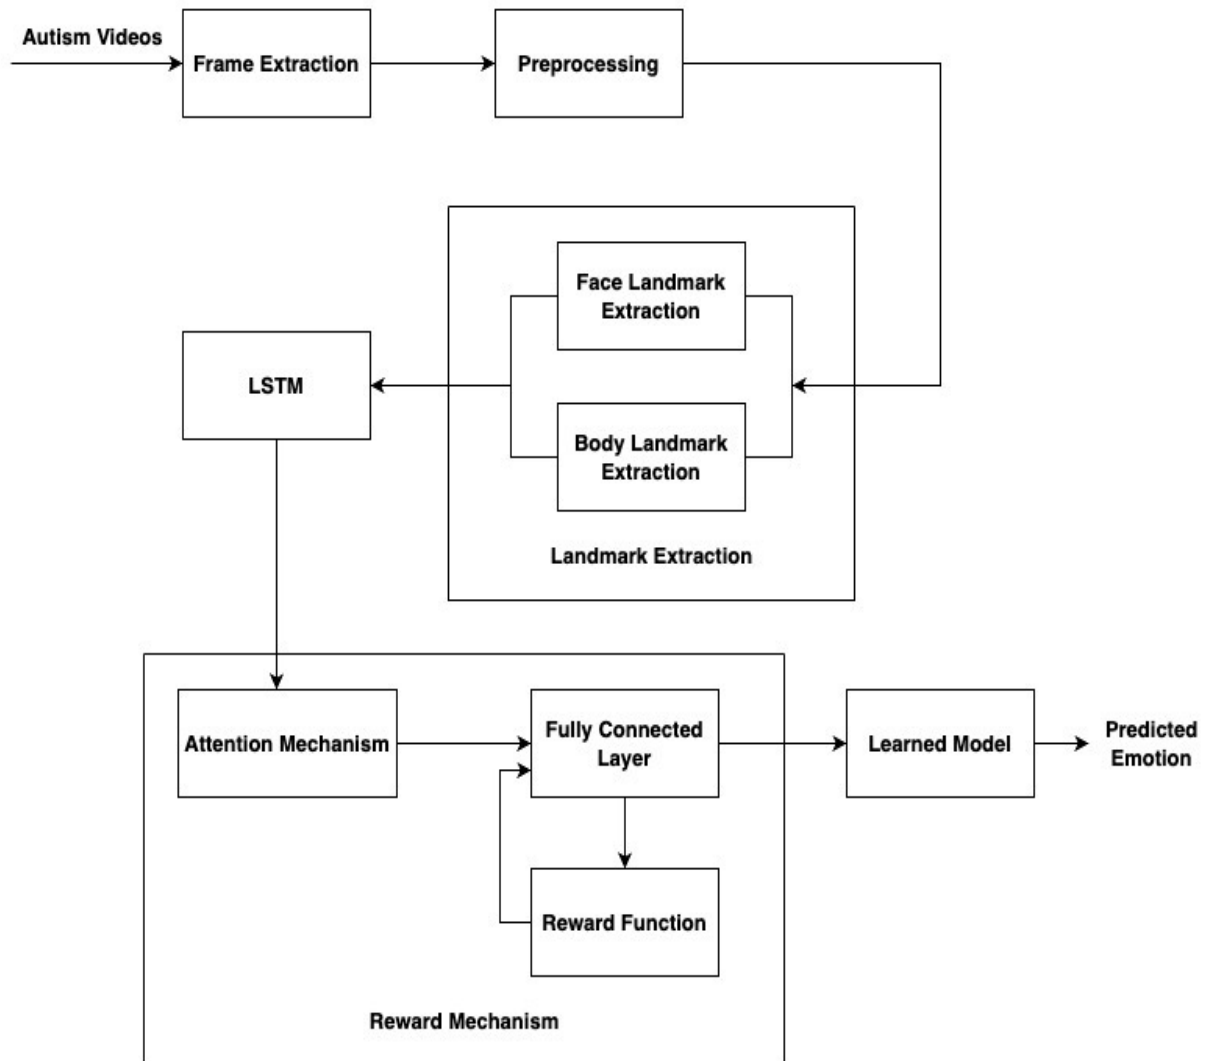 Autism Videos
Frame Extraction
Preprocessing
Face Landmark
Extraction
LSTM
Body Landmark
Extraction
Landmark Extraction
Attention Mechanism
Fully Connected
Layer
Learned Model
Predicted
Emotion
Reward Function
Reward Mechanism